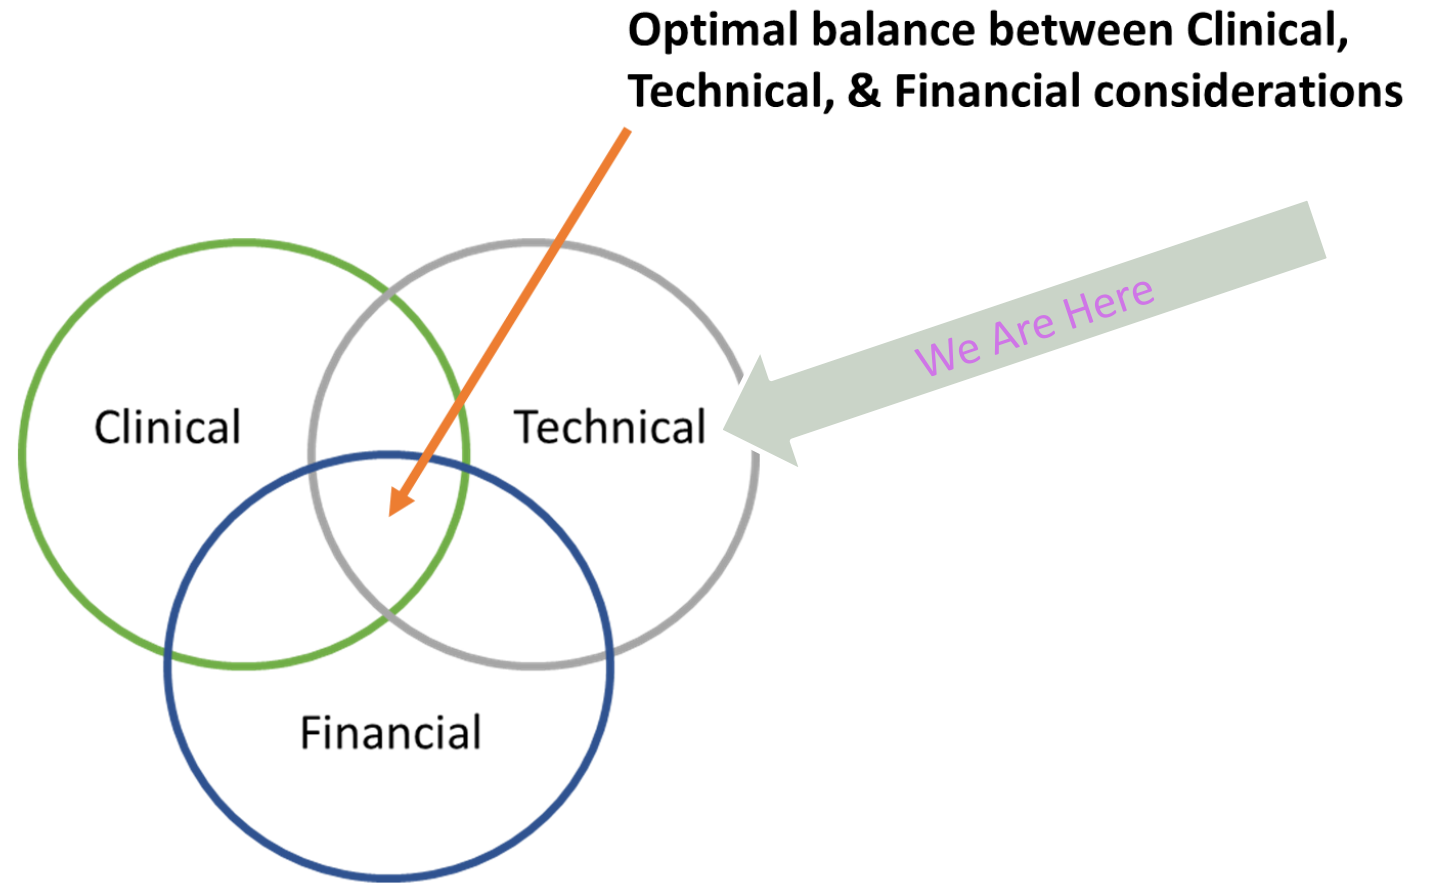 Optimal balance between Clinical,
Technical, & Financial considerations
We Are Here
Clinical
Technical
Financial